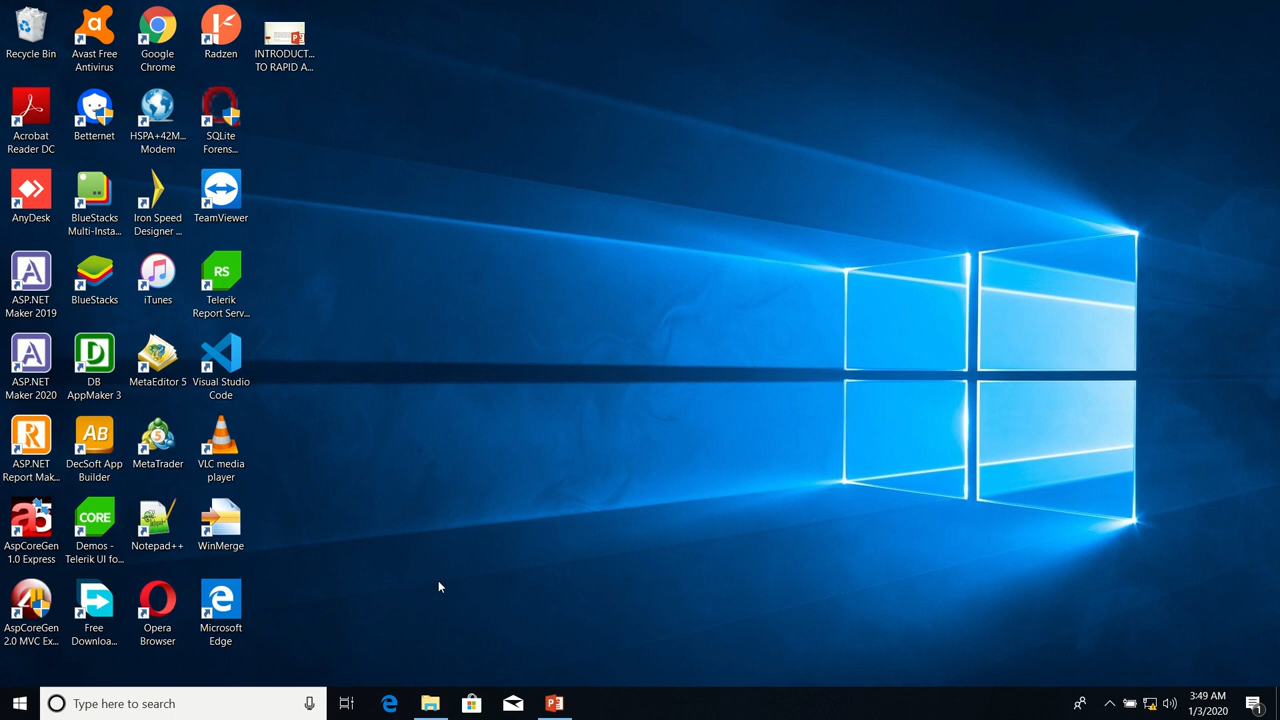 Recycle Bin
Avast Free
Antivirus
Google
Chrome
Radzen
INTRODUCT...
TO RAPID A...
Acrobat
Reader DC
Betternet
HSPA+42M...
Modem
SQLite
Forens...
AnyDesk
BlueStacks
Multi-Insta...
Iron Speed
Designer ...
TeamViewer
ASP.NET
Maker 2019
BlueStacks
iTunes
RS
Telerik
Report Serv...
ASP.NET
Maker 2020
DB
AppMaker 3
MetaEditor 5
Visual Studio
Code
ASP.NET
Report Mak...
AB
DecSoft App
Builder
MetaTrader
VLC media
player
AspCoreGen
1.0 Express
CORE
Demos -
Telerik UI fo...
Notepad++
WinMerge
AspCoreGen
2.0 MVC Ex...
Free
Downloa...
Opera
Browser
Microsoft
Edge
Type here to search
3:49 AM
1/3/2020
1